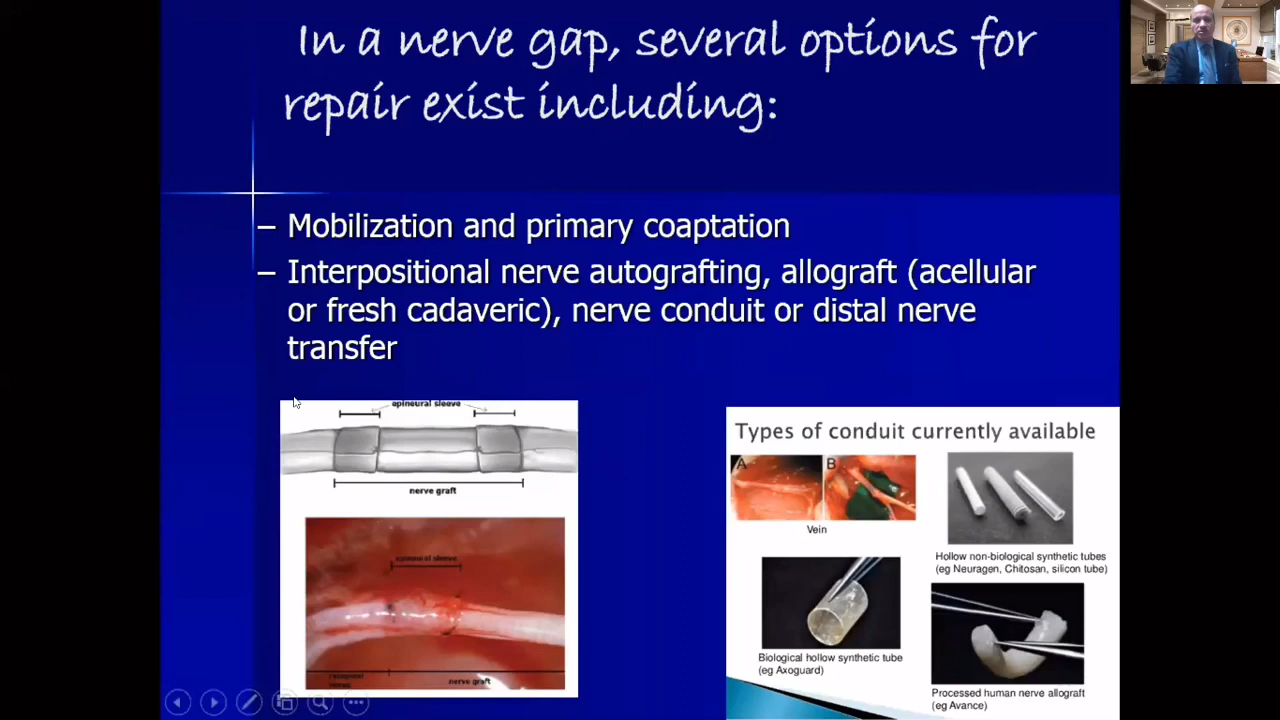 In a nerve gap, several options for
repair exist including:
– Mobilization and primary coaptation
– Interpositional nerve autografting, allograft (acellular
or fresh cadaveric), nerve conduit or distal nerve
transfer
epineural sleeve
nerve graft
epineural sleeve
nerve graft
Types of conduit currently available
A
B
Vein
Hollow non-biological synthetic tubes
(eg Neuragen, Chitosan, silicon tube)
Biological hollow synthetic tube
(eg Axoguard)
Processed human nerve allograft
(eg Avance)